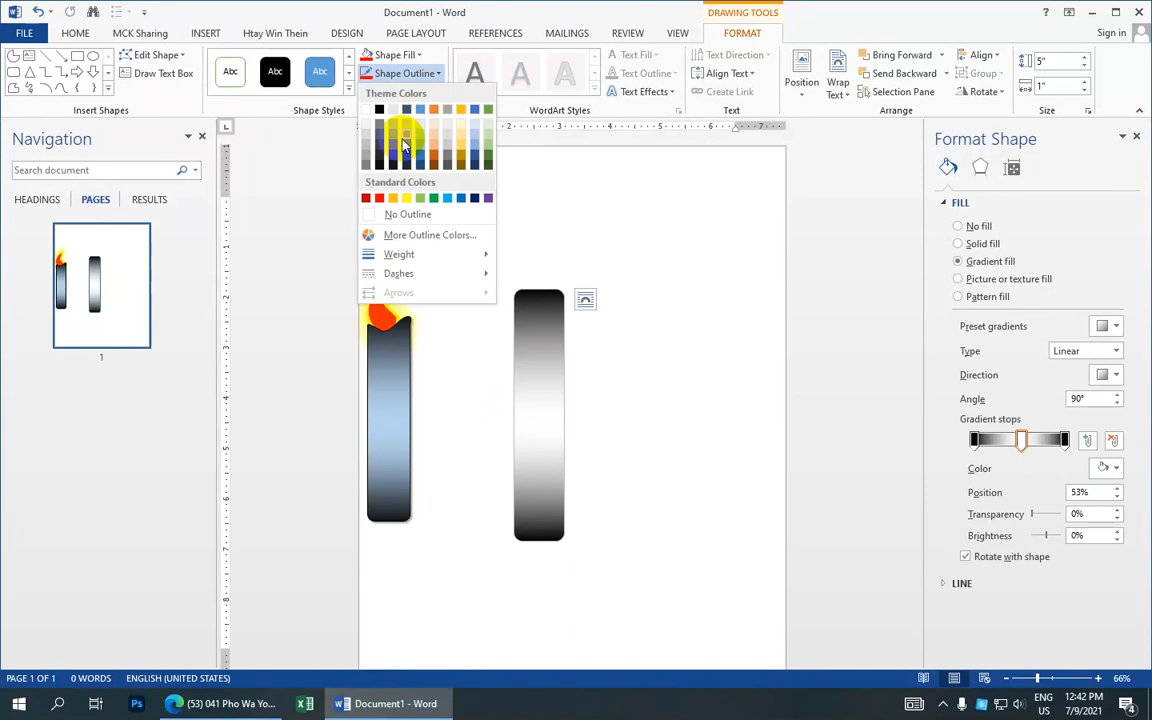 Document1 - Word
DRAWING TOOLS
FILE HOME MCK Sharing INSERT Htay Win Thein DESIGN PAGE LAYOUT REFERENCES MAILINGS REVIEW VIEW FORMAT Sign in
Edit Shape
Draw Text Box
Insert Shapes
Abc Abc Abc
Shape Styles
Shape Fill
Shape Outline
A A A
WordArt Styles
Text Fill
Text Outline
Text Effects
Text Direction
Align Text
Create Link
Text
Position
Wrap Text
Bring Forward
Send Backward
Selection Pane
Align
Group
Rotate
Arrange
5"
1"
Size
Theme Colors
Standard Colors
No Outline
More Outline Colors...
Weight
Dashes
Arrows
Navigation
Search document
HEADINGS PAGES RESULTS
1
Format Shape
FILL
No fill
Solid fill
Gradient fill
Picture or texture fill
Pattern fill
Preset gradients
Type Linear
Direction
Angle 90°
Gradient stops
Color
Position 53%
Transparency 0%
Brightness 0%
Rotate with shape
LINE
PAGE 1 OF 1 0 WORDS ENGLISH (UNITED STATES) 66%
Ps
(53) 041 Pho Wa Yo...
Document1 - Word
ENG
US
12:42 PM
7/9/2021
4